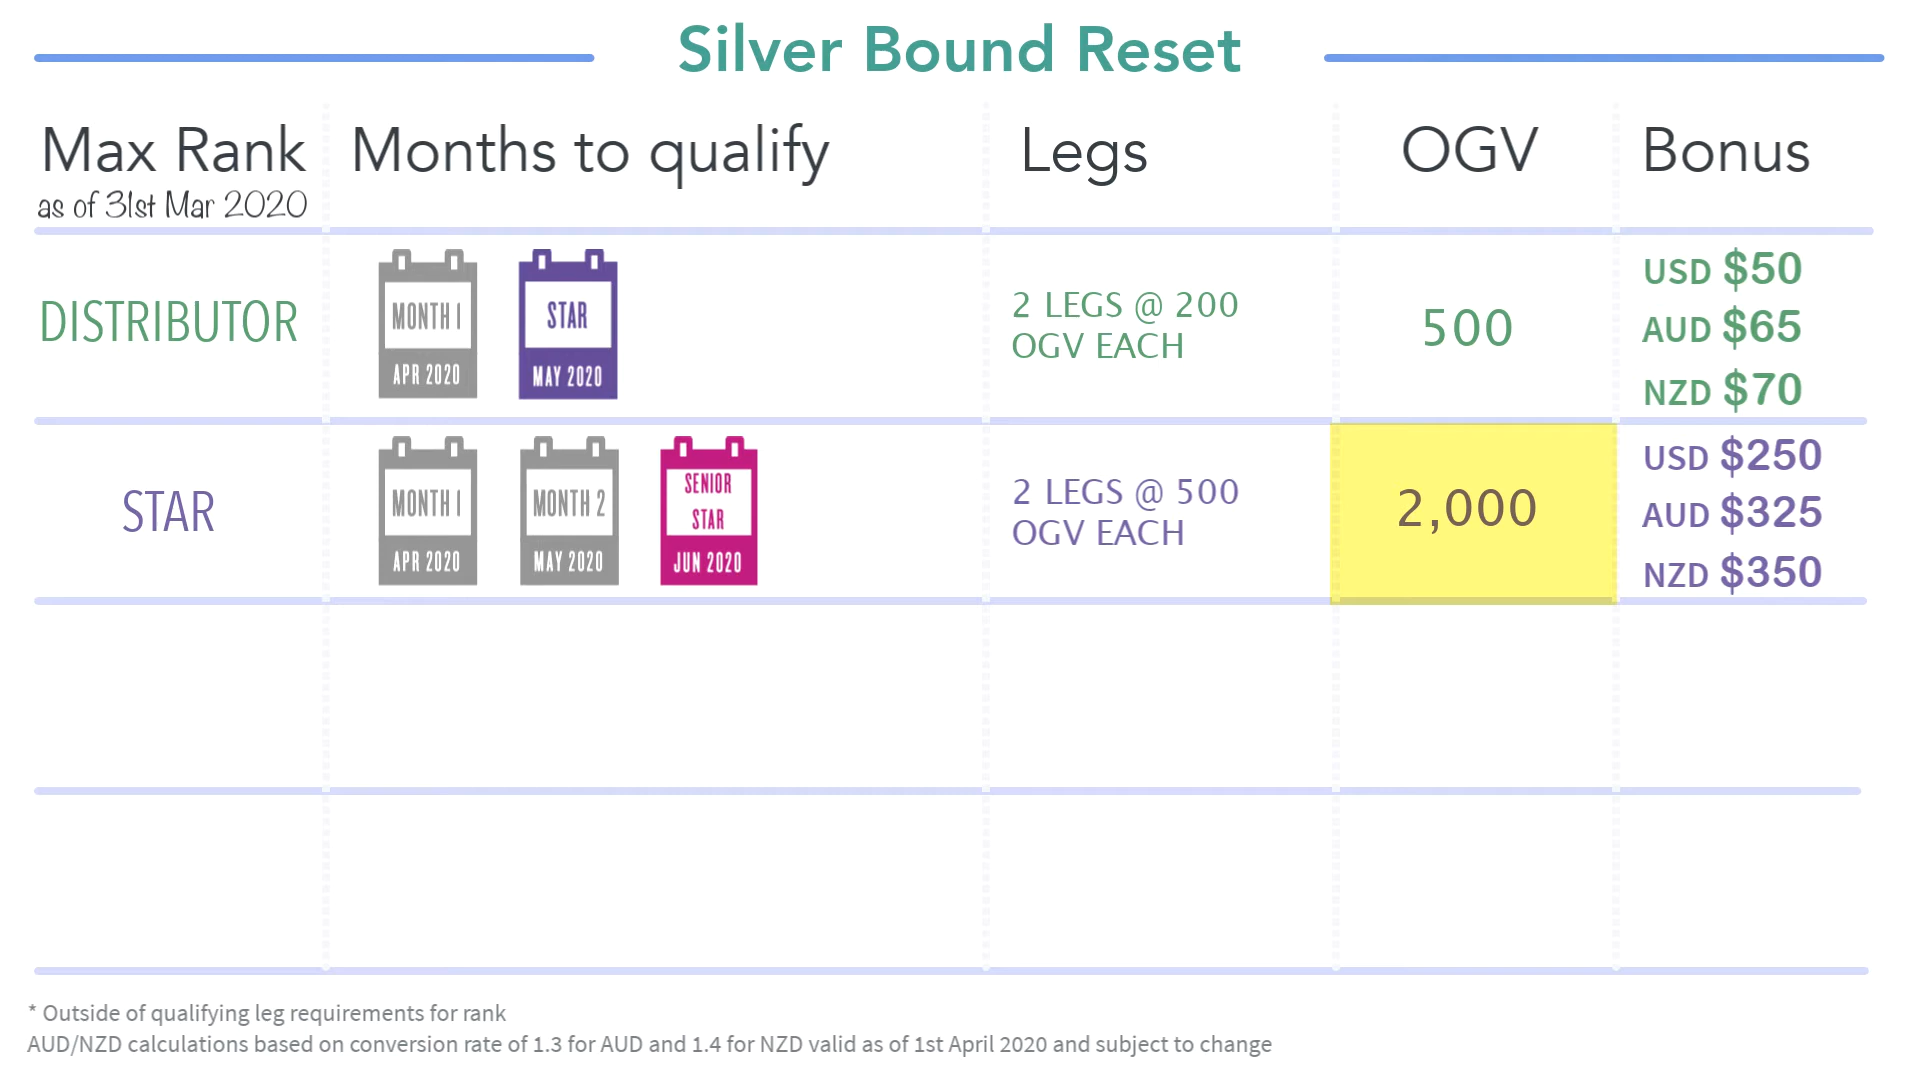 Silver Bound Reset
Max Rank
as of 31st Mar 2020
Months to qualify
Legs
OGV
Bonus
DISTRIBUTOR
MONTH 1
APR 2020
STAR
MAY 2020
2 LEGS @ 200
OGV EACH
500
USD $50
AUD $65
NZD $70
STAR
MONTH 1
APR 2020
MONTH 2
MAY 2020
SENIOR
STAR
JUN 2020
2 LEGS @ 500
OGV EACH
2,000
USD $250
AUD $325
NZD $350
* Outside of qualifying leg requirements for rank
AUD/NZD calculations based on conversion rate of 1.3 for AUD and 1.4 for NZD valid as of 1st April 2020 and subject to change